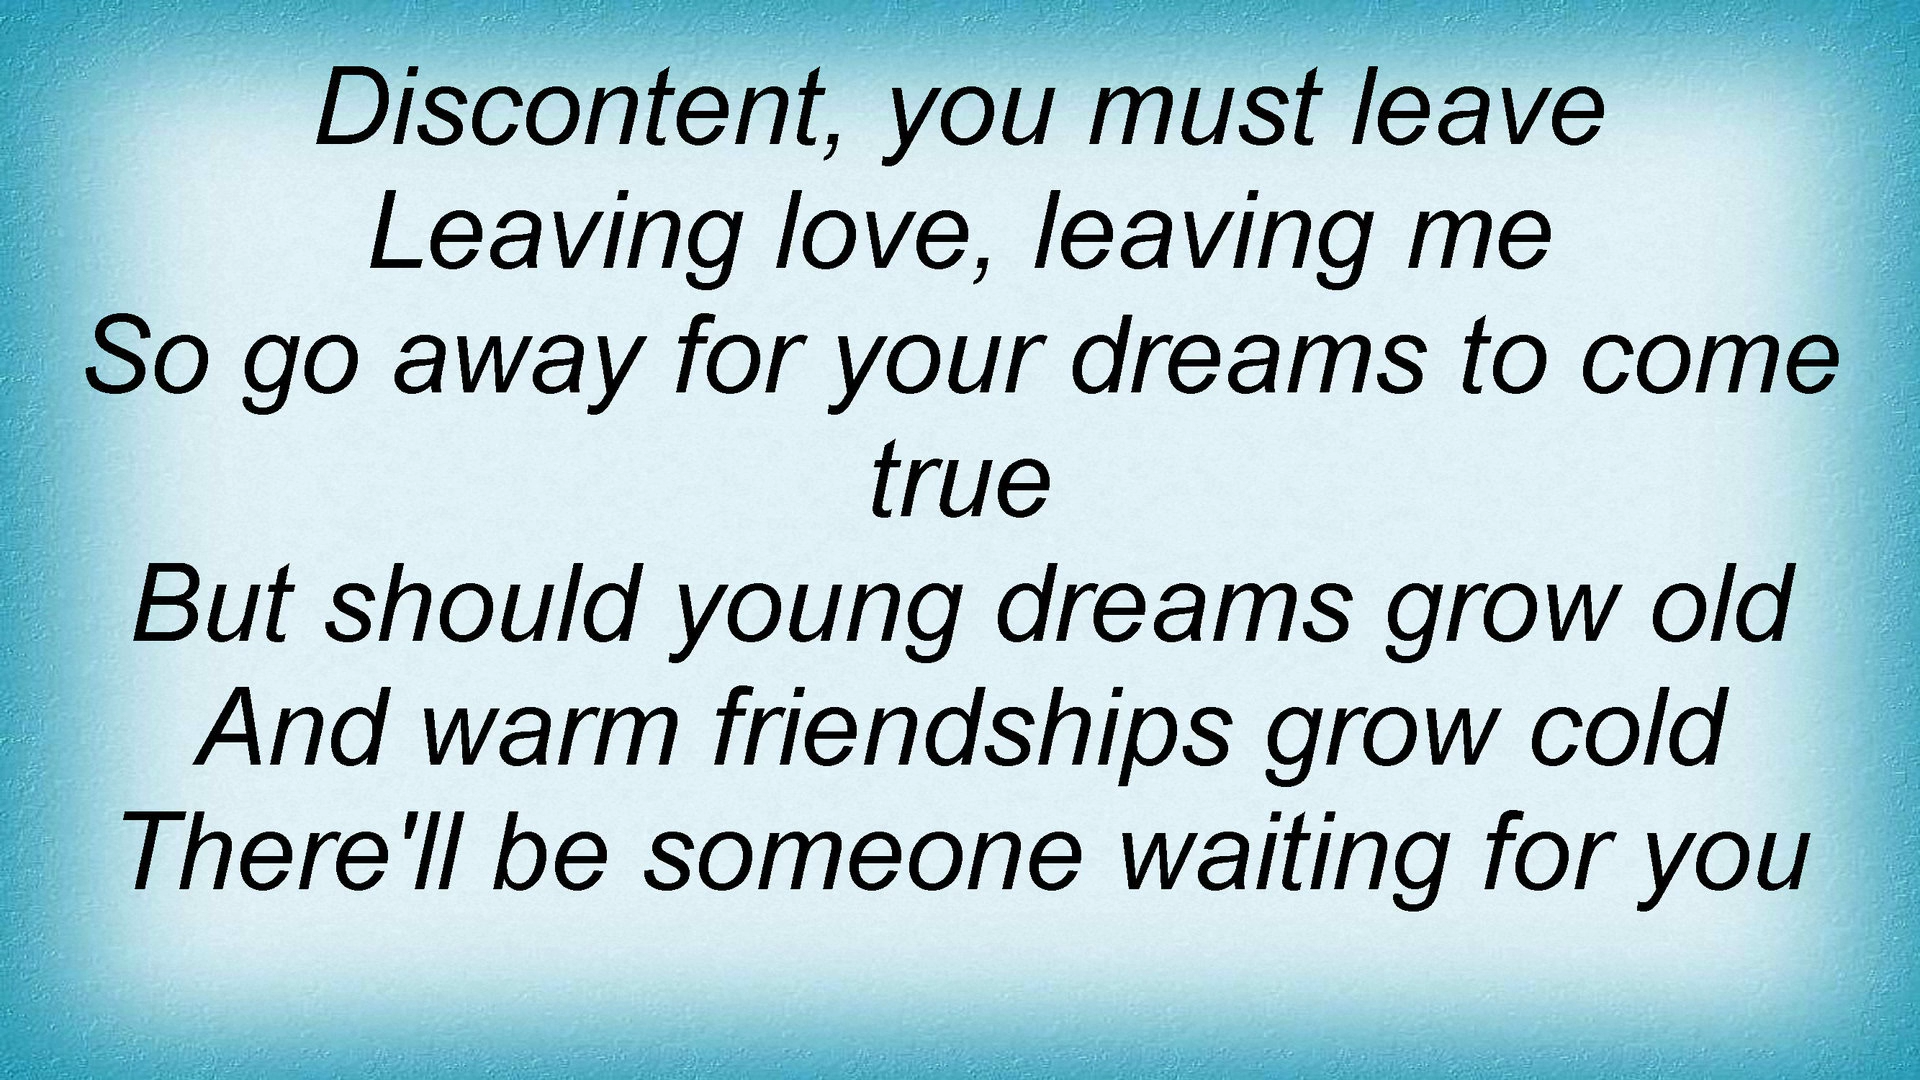 Discontent, you must leave
Leaving love, leaving me
So go away for your dreams to come
true
But should young dreams grow old
And warm friendships grow cold
There'll be someone waiting for you